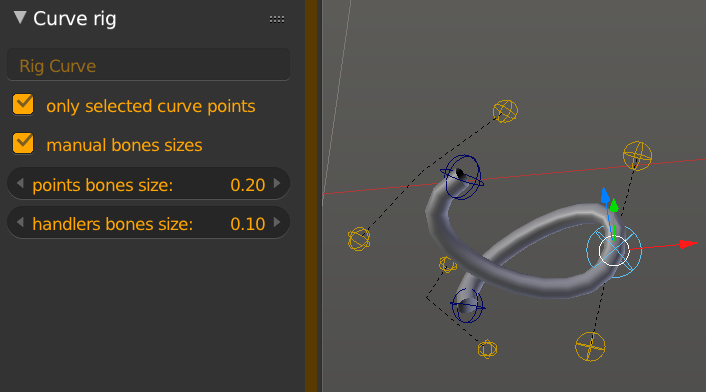 Curve rig
Rig Curve
only selected curve points
manual bones sizes
points bones size: 0.20
handlers bones size: 0.10